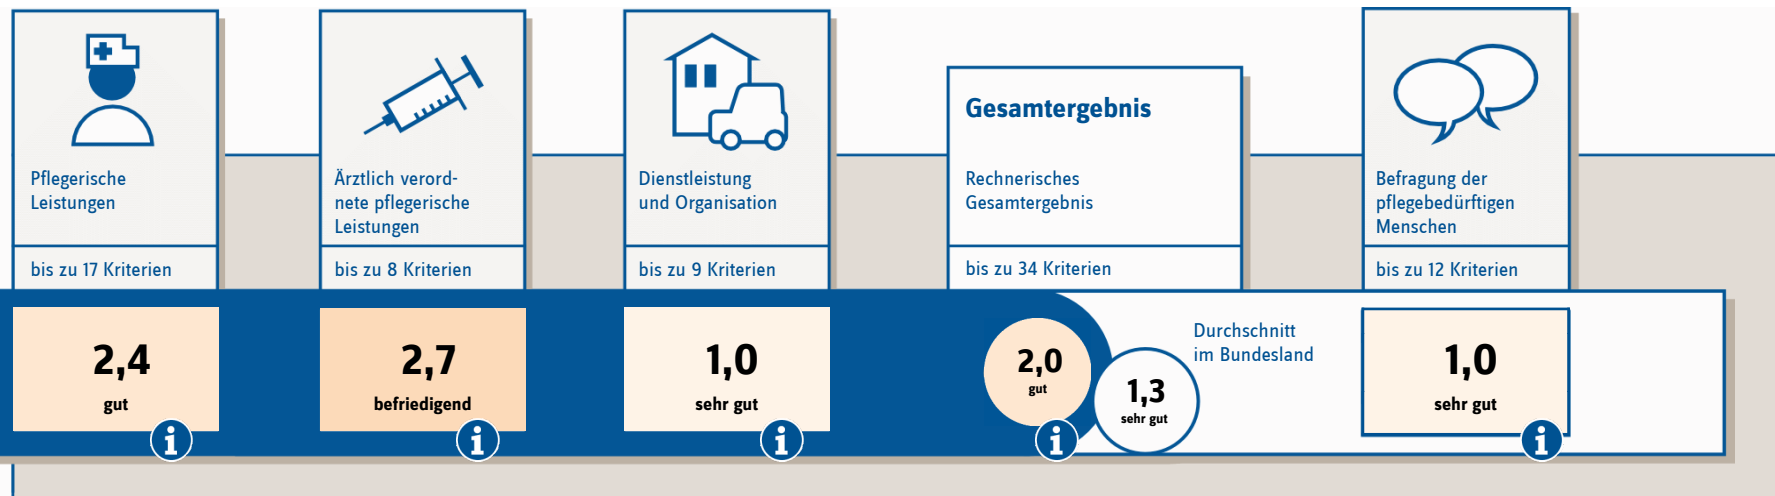 Pflegerische
Leistungen
bis zu 17 Kriterien
2,4
gut
i
Ärztlich verord-
nete pflegerische
Leistungen
bis zu 8 Kriterien
2,7
befriedigend
i
Dienstleistung
und Organisation
bis zu 9 Kriterien
1,0
sehr gut
i
Gesamtergebnis
Rechnerisches
Gesamtergebnis
bis zu 34 Kriterien
2,0
gut
i
1,3
sehr gut
Durchschnitt
im Bundesland
Befragung der
pflegebedürftigen
Menschen
bis zu 12 Kriterien
1,0
sehr gut
i